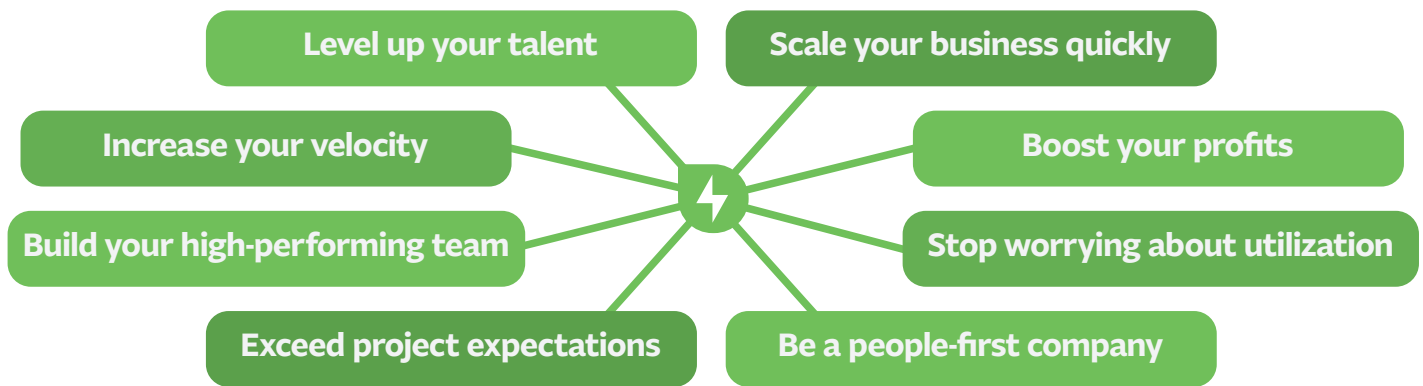 Level up your talent
Scale your business quickly
Increase your velocity
Boost your profits
Build your high-performing team
Stop worrying about utilization
Exceed project expectations
Be a people-first company